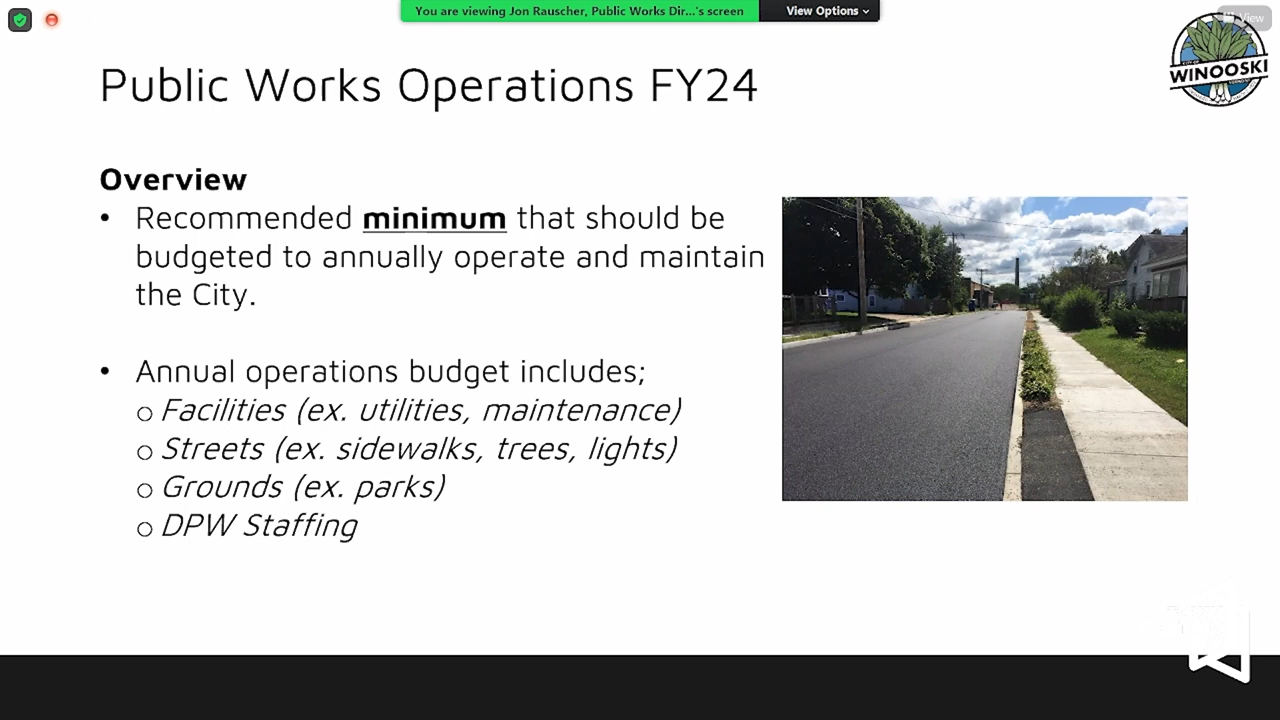 You are viewing Jon Rauscher, Public Works Dir...'s screen
View Options
View
WINOOSKI
Public Works Operations FY24
Overview
• Recommended minimum that should be
budgeted to annually operate and maintain
the City.
• Annual operations budget includes;
o Facilities (ex. utilities, maintenance)
o Streets (ex. sidewalks, trees, lights)
o Grounds (ex. parks)
o DPW Staffing